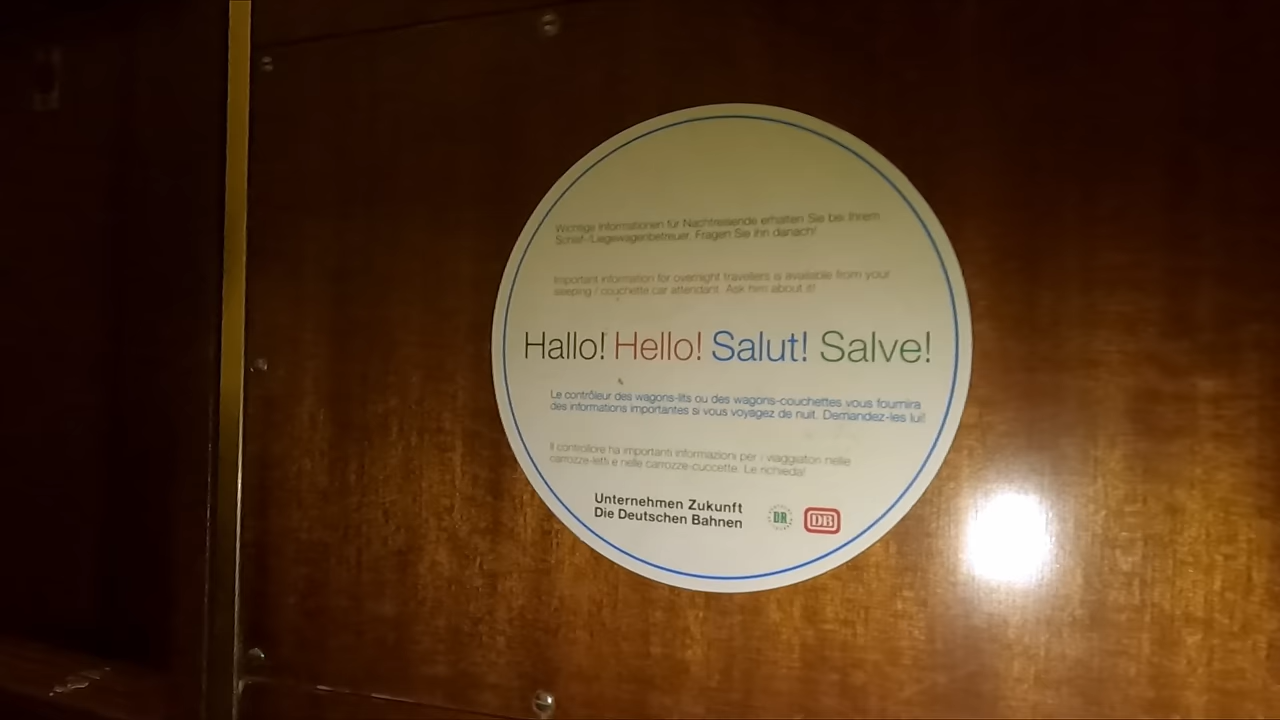 Wichtige Informationen für Nachtreisende erhalten Sie bei Ihrem
Schlaf-/Liegewagenbetreuer. Fragen Sie ihn danach!
Important information for overnight travellers is available from your
sleeping / couchette car attendant. Ask him about it!
Hallo! Hello! Salut! Salve!
Le contrôleur des wagons-lits ou des wagons-couchettes vous fournira
des informations importantes si vous voyagez de nuit. Demandez-les lui!
Il controllore ha importanti informazioni per i viaggiatori nelle
carrozze-letti e nelle carrozze-cuccette. Le richieda!
Unternehmen Zukunft
Die Deutschen Bahnen
DR
DB